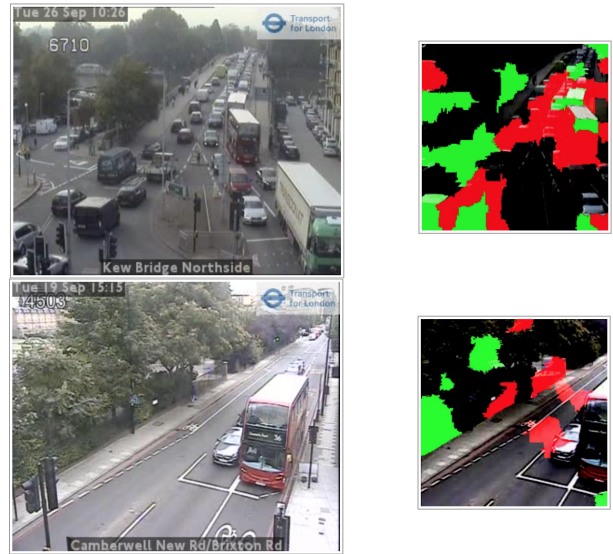 Tue 26 Sep 10:26
Transport
for London
6710
Kew Bridge Northside
Tue 19 Sep 15:15
Transport
for London
4503
36
Camberwell New Rd/Brixton Rd